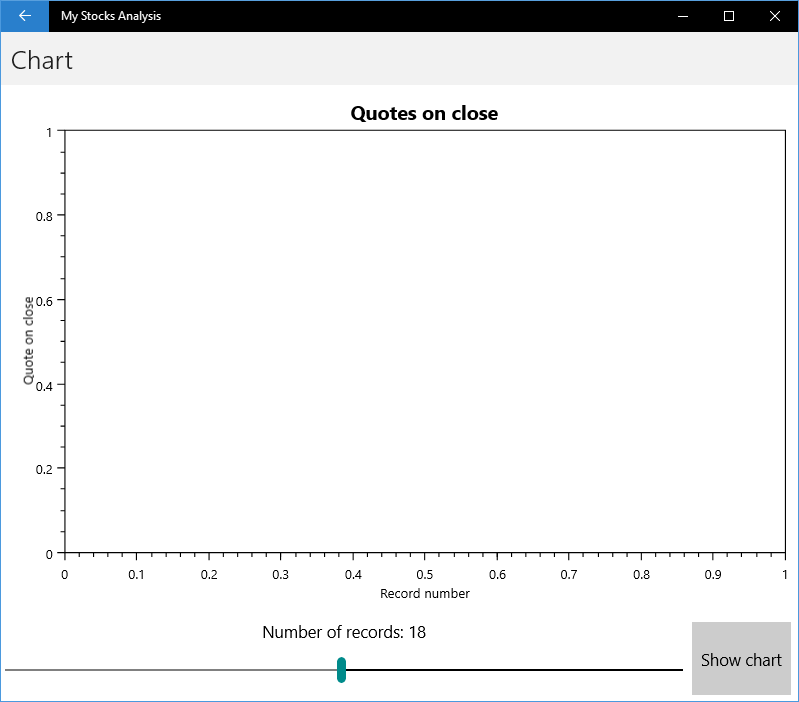 My Stocks Analysis
Chart
Quotes on close
1
0.8
0.6
0.4
0.2
0
Quote on close
0 0.1 0.2 0.3 0.4 0.5 0.6 0.7 0.8 0.9 1
Record number
Number of records: 18
Show chart